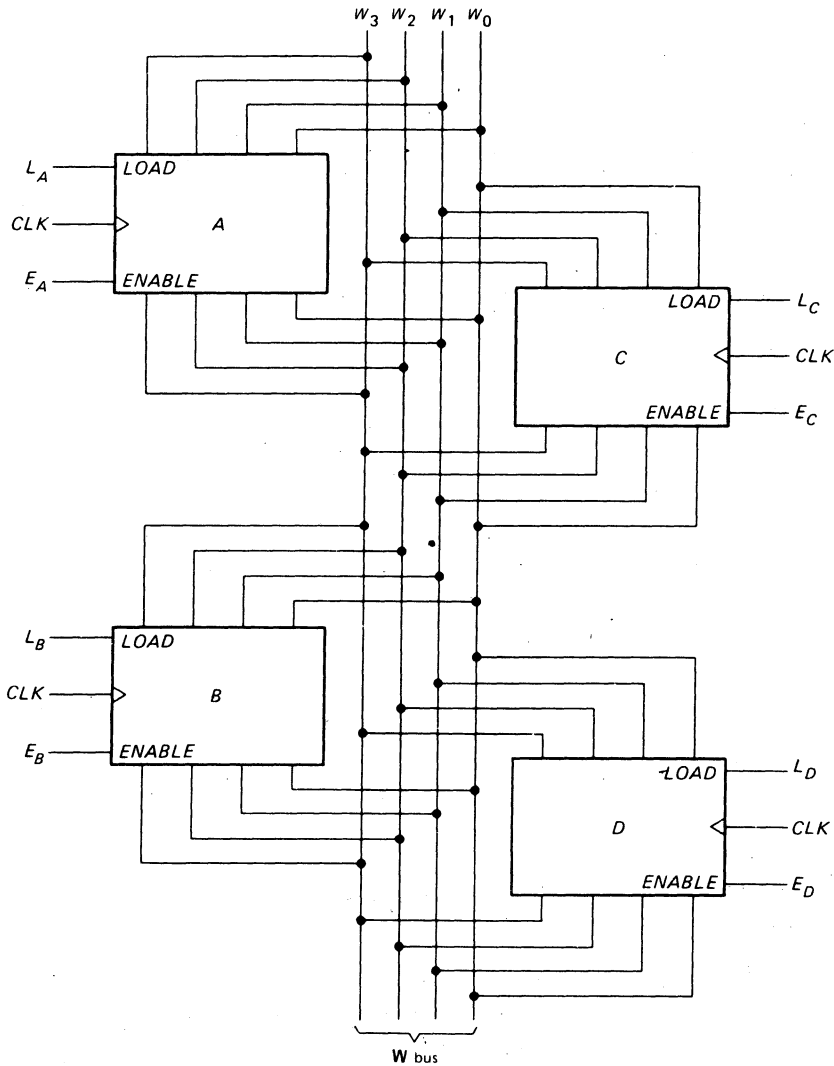 W3 W2 W1 W0
LA LOAD
CLK A
EA ENABLE
LOAD LC
C CLK
ENABLE EC
LB LOAD
CLK B
EB ENABLE
LOAD LD
D CLK
ENABLE ED
W bus